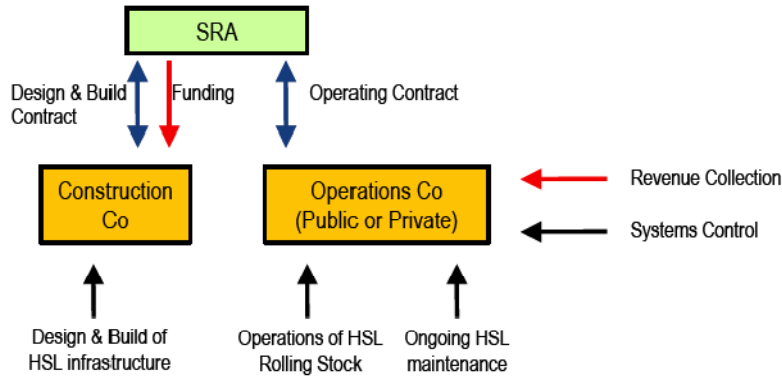 SRA
Design & Build
Contract
Funding
Operating Contract
Construction
Co
Operations Co
(Public or Private)
Revenue Collection
Systems Control
Design & Build of
HSL infrastructure
Operations of HSL
Rolling Stock
Ongoing HSL
maintenance